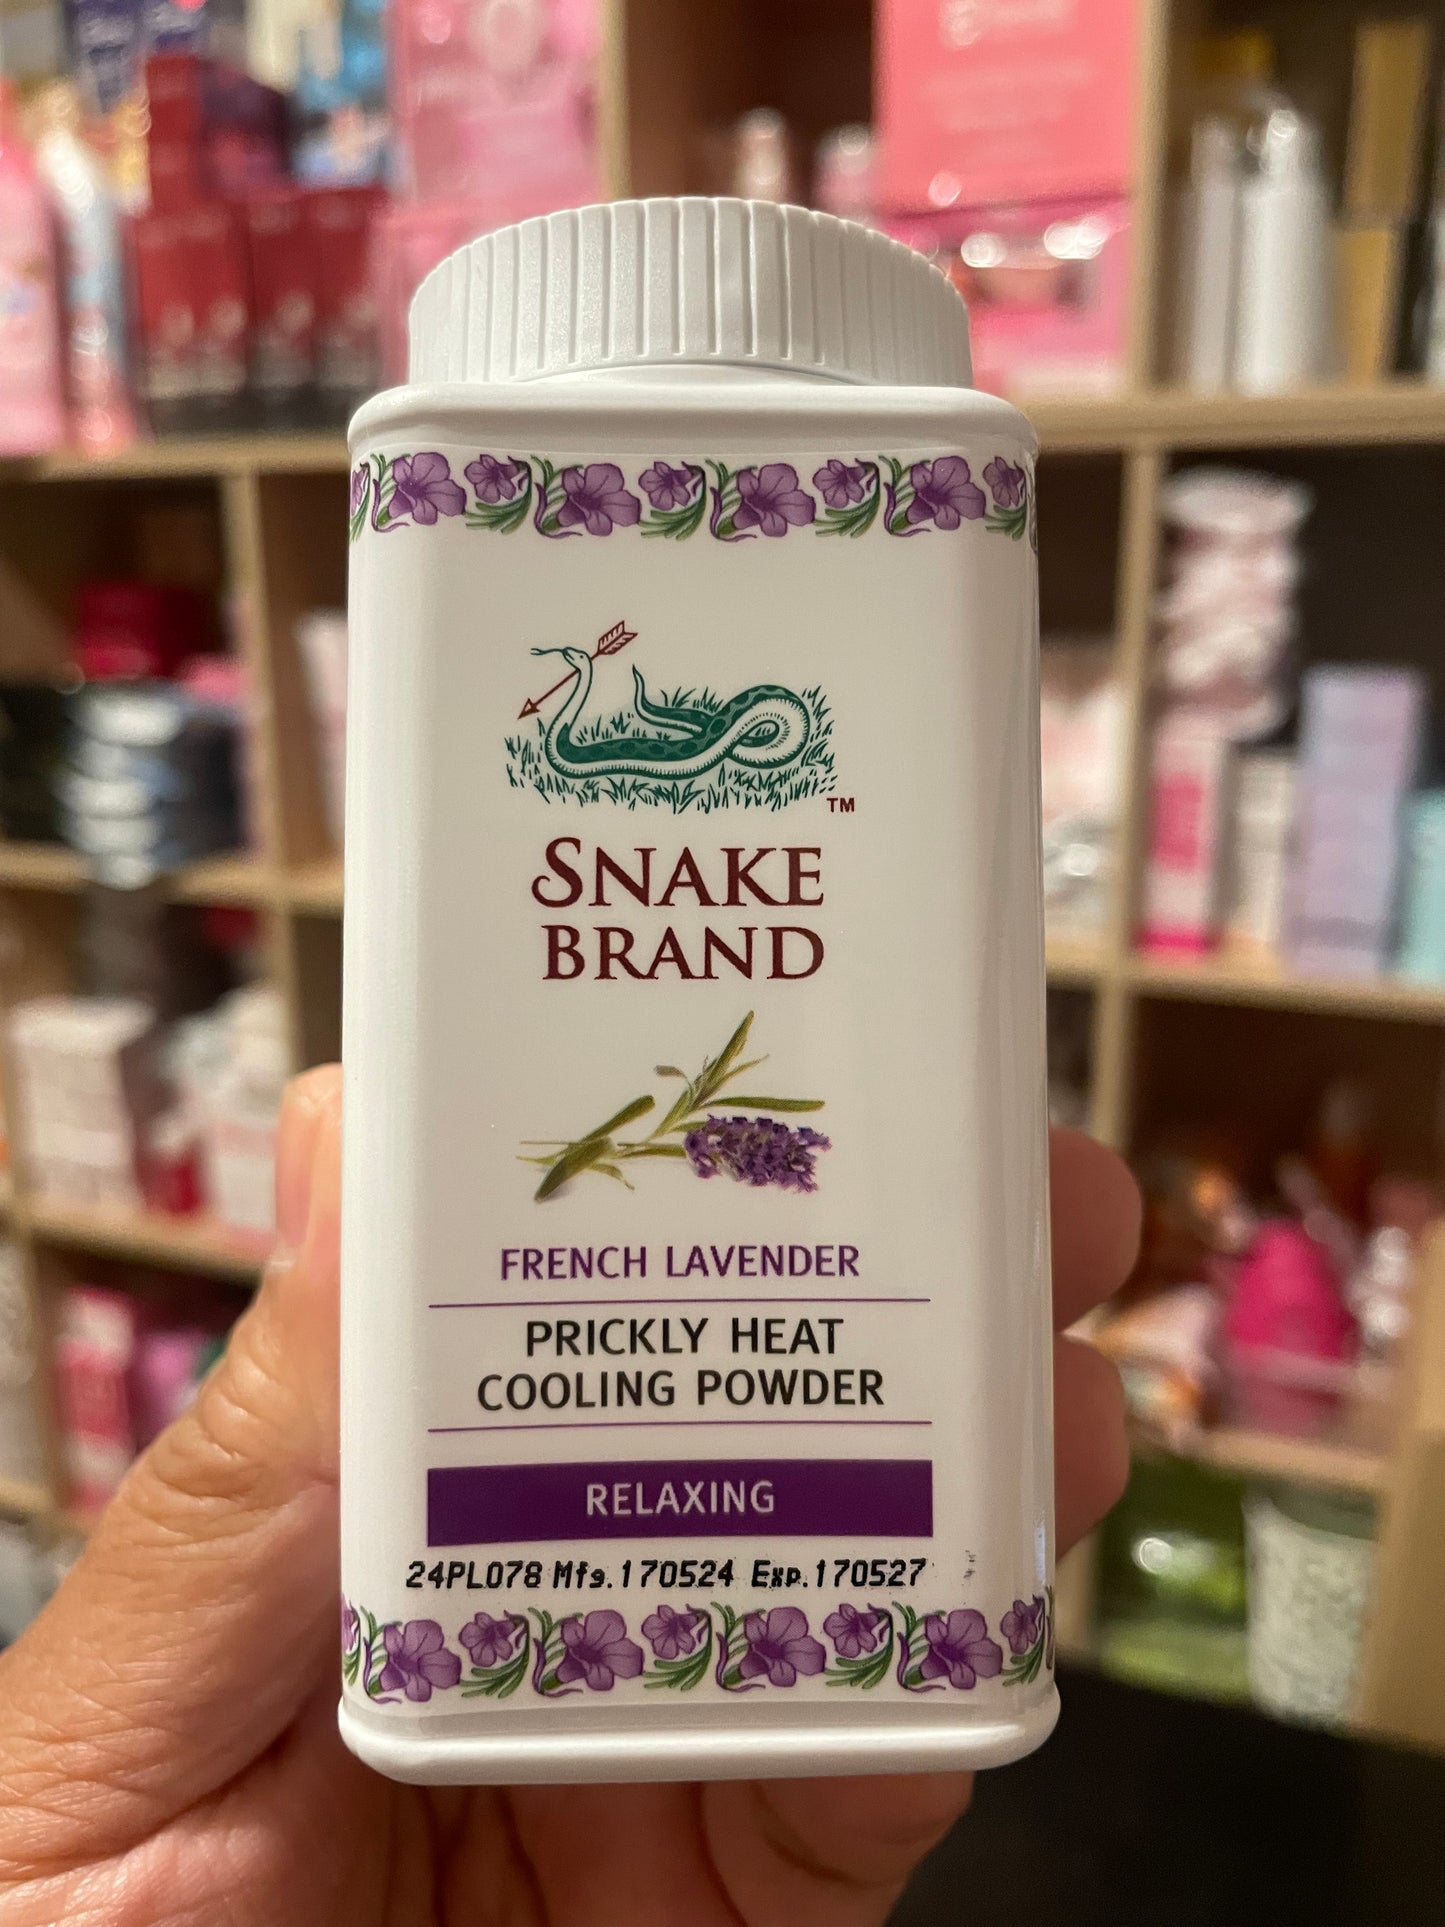 TM
SNAKE
BRAND
FRENCH LAVENDER
PRICKLY HEAT
COOLING POWDER
RELAXING
24PL078 Mfg.170524 Exp.170527